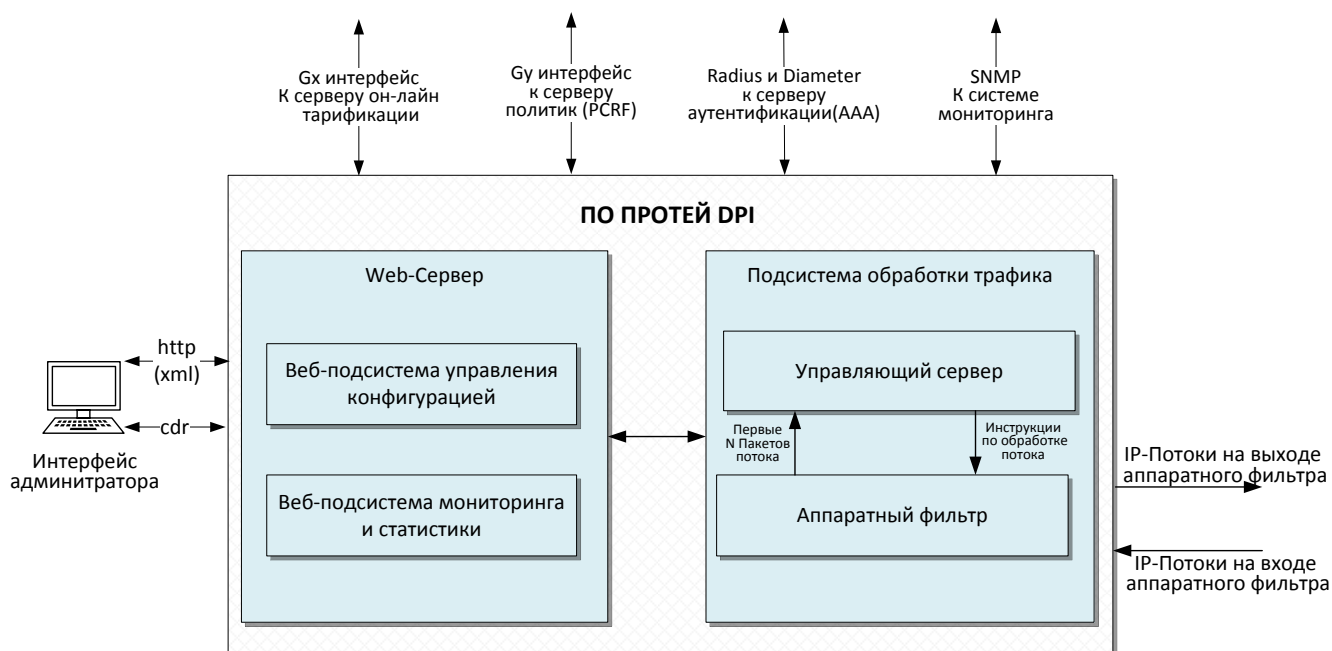 Gx интерфейс
К серверу он-лайн
тарификации
Gy интерфейс
к серверу
политик (PCRF)
Radius и Diameter
к серверу
аутентификации(AAA)
SNMP
К системе
мониторинга
ПО ПРОТЕЙ DPI
Web-Сервер
Веб-подсистема управления
конфигурацией
Веб-подсистема мониторинга
и статистики
Подсистема обработки трафика
Управляющий сервер
Первые
N Пакетов
потока
Инструкции
по обработке
потока
Аппаратный фильтр
http
(xml)
cdr
Интерфейс
админитратора
IP-Потоки на выходе
аппаратного фильтра
IP-Потоки на входе
аппаратного фильтра